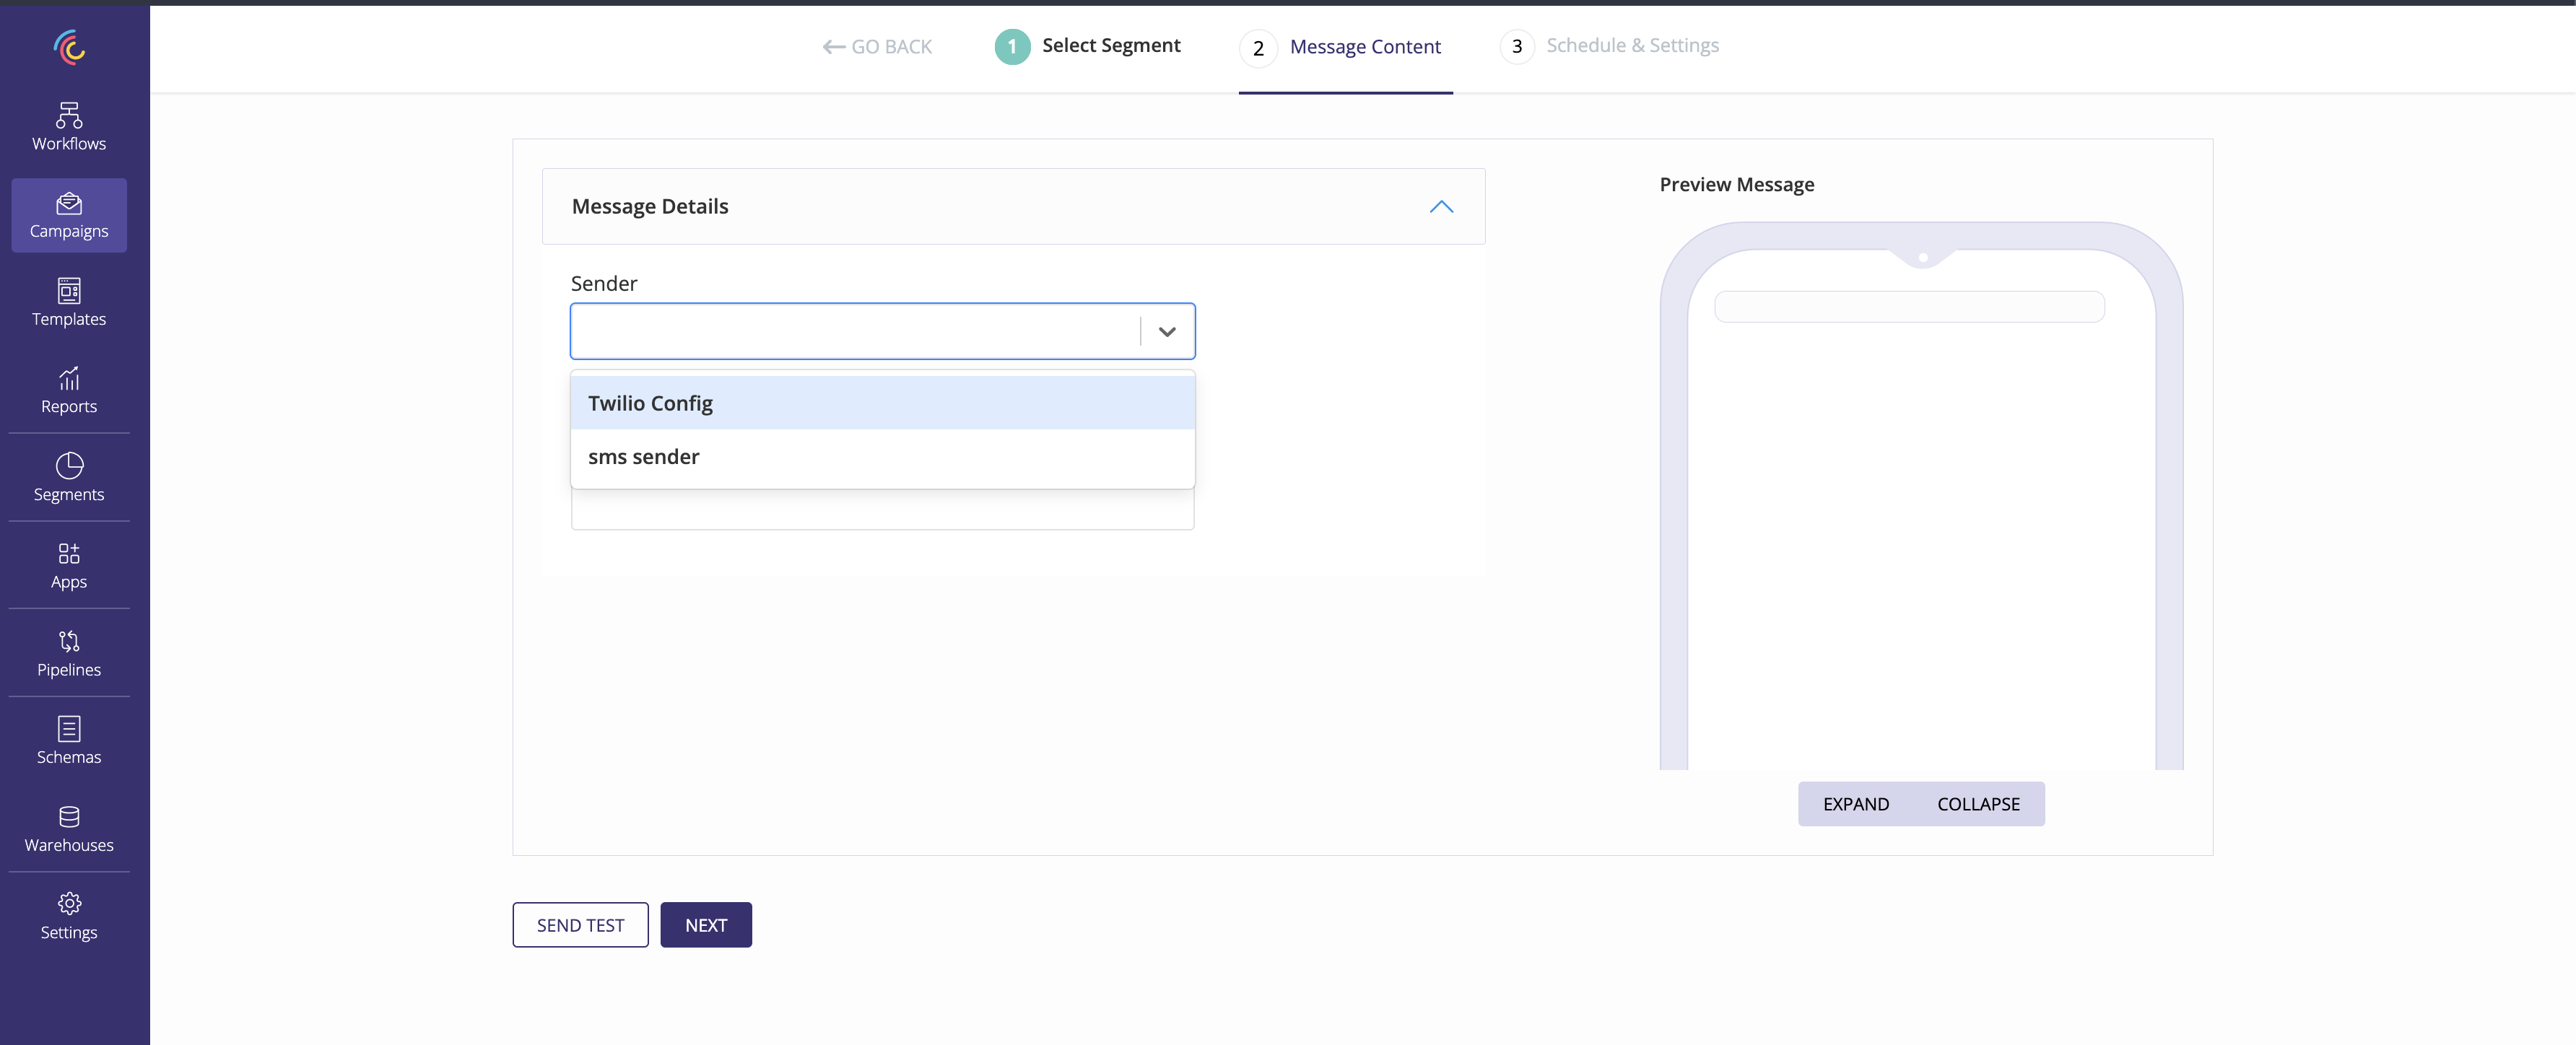 GO BACK
1 Select Segment
2 Message Content
3 Schedule & Settings
Workflows
Campaigns
Templates
Reports
Segments
Apps
Pipelines
Schemas
Warehouses
Settings
Message Details
Sender
Twilio Config
sms sender
Preview Message
EXPAND COLLAPSE
SEND TEST NEXT